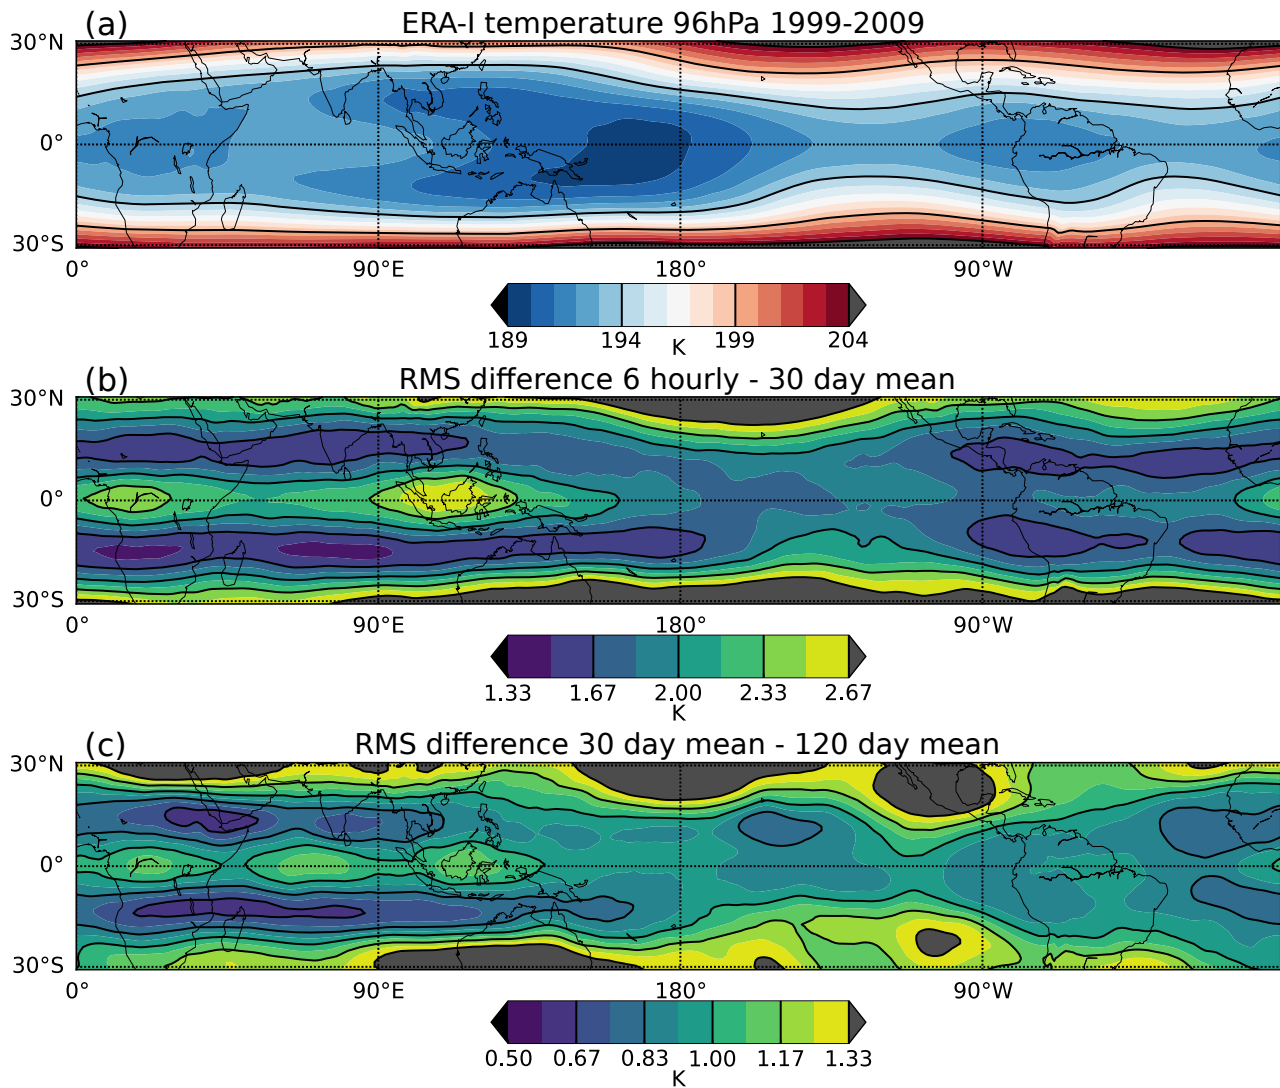 (a) ERA-I temperature 96hPa 1999-2009
30°N
0°
30°S
0° 90°E 180° 90°W
189 194 199 204
K
(b) RMS difference 6 hourly - 30 day mean
30°N
0°
30°S
0° 90°E 180° 90°W
1.33 1.67 2.00 2.33 2.67
K
(c) RMS difference 30 day mean - 120 day mean
30°N
0°
30°S
0° 90°E 180° 90°W
0.50 0.67 0.83 1.00 1.17 1.33
K